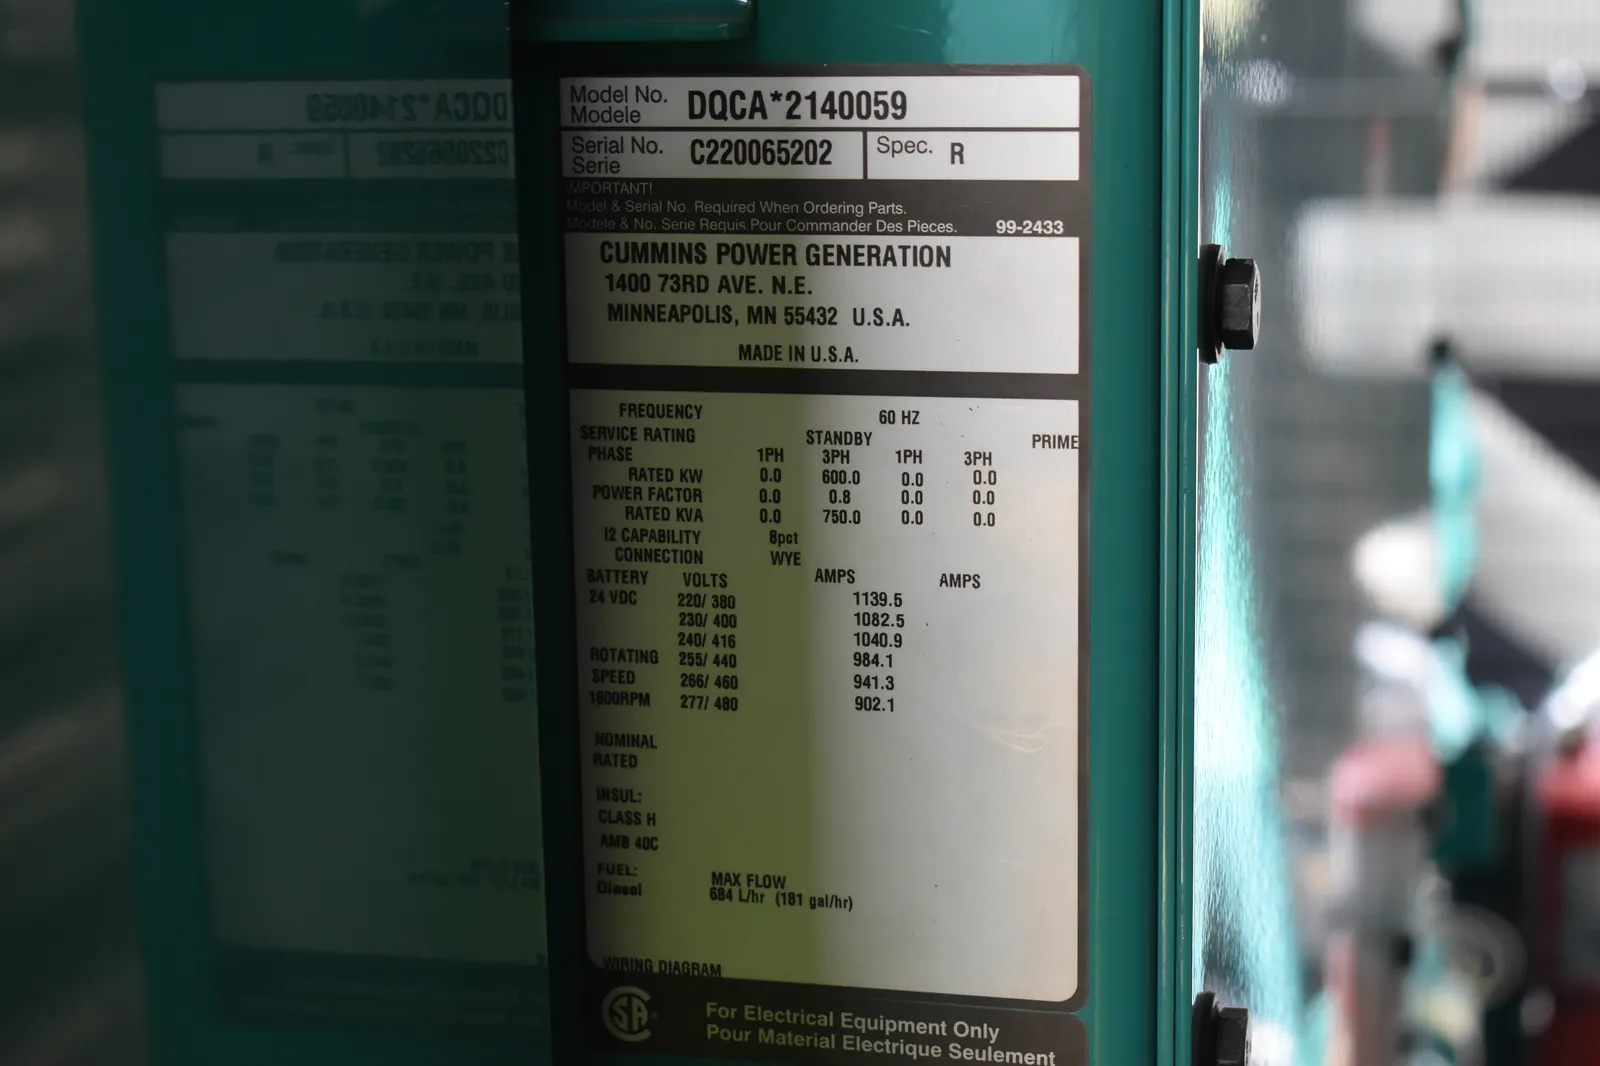 Model No. Modele DQCA*2140059
Serial No. Serie C220065202 Spec. R
IMPORTANT!
Model & Serial No. Required When Ordering Parts.
Modele & No. Serie Requis Pour Commander Des Pieces. 99-2433
CUMMINS POWER GENERATION
1400 73RD AVE. N.E.
MINNEAPOLIS, MN 55432 U.S.A.
MADE IN U.S.A.
FREQUENCY 60 HZ
SERVICE RATING STANDBY PRIME
PHASE 1PH 3PH 1PH 3PH
RATED KW 0.0 600.0 0.0 0.0
POWER FACTOR 0.0 0.8 0.0 0.0
RATED KVA 0.0 750.0 0.0 0.0
I2 CAPABILITY 8pct
CONNECTION WYE
BATTERY VOLTS AMPS AMPS
24 VDC 220/ 380 1139.5
230/ 400 1082.5
240/ 416 1040.9
ROTATING 255/ 440 984.1
SPEED 266/ 460 941.3
1800RPM 277/ 480 902.1
NOMINAL
RATED
INSUL:
CLASS H
AMB 40C
FUEL: MAX FLOW
Diesel 684 L/hr (181 gal/hr)
WIRING DIAGRAM
SA
For Electrical Equipment Only
Pour Material Electrique Seulement